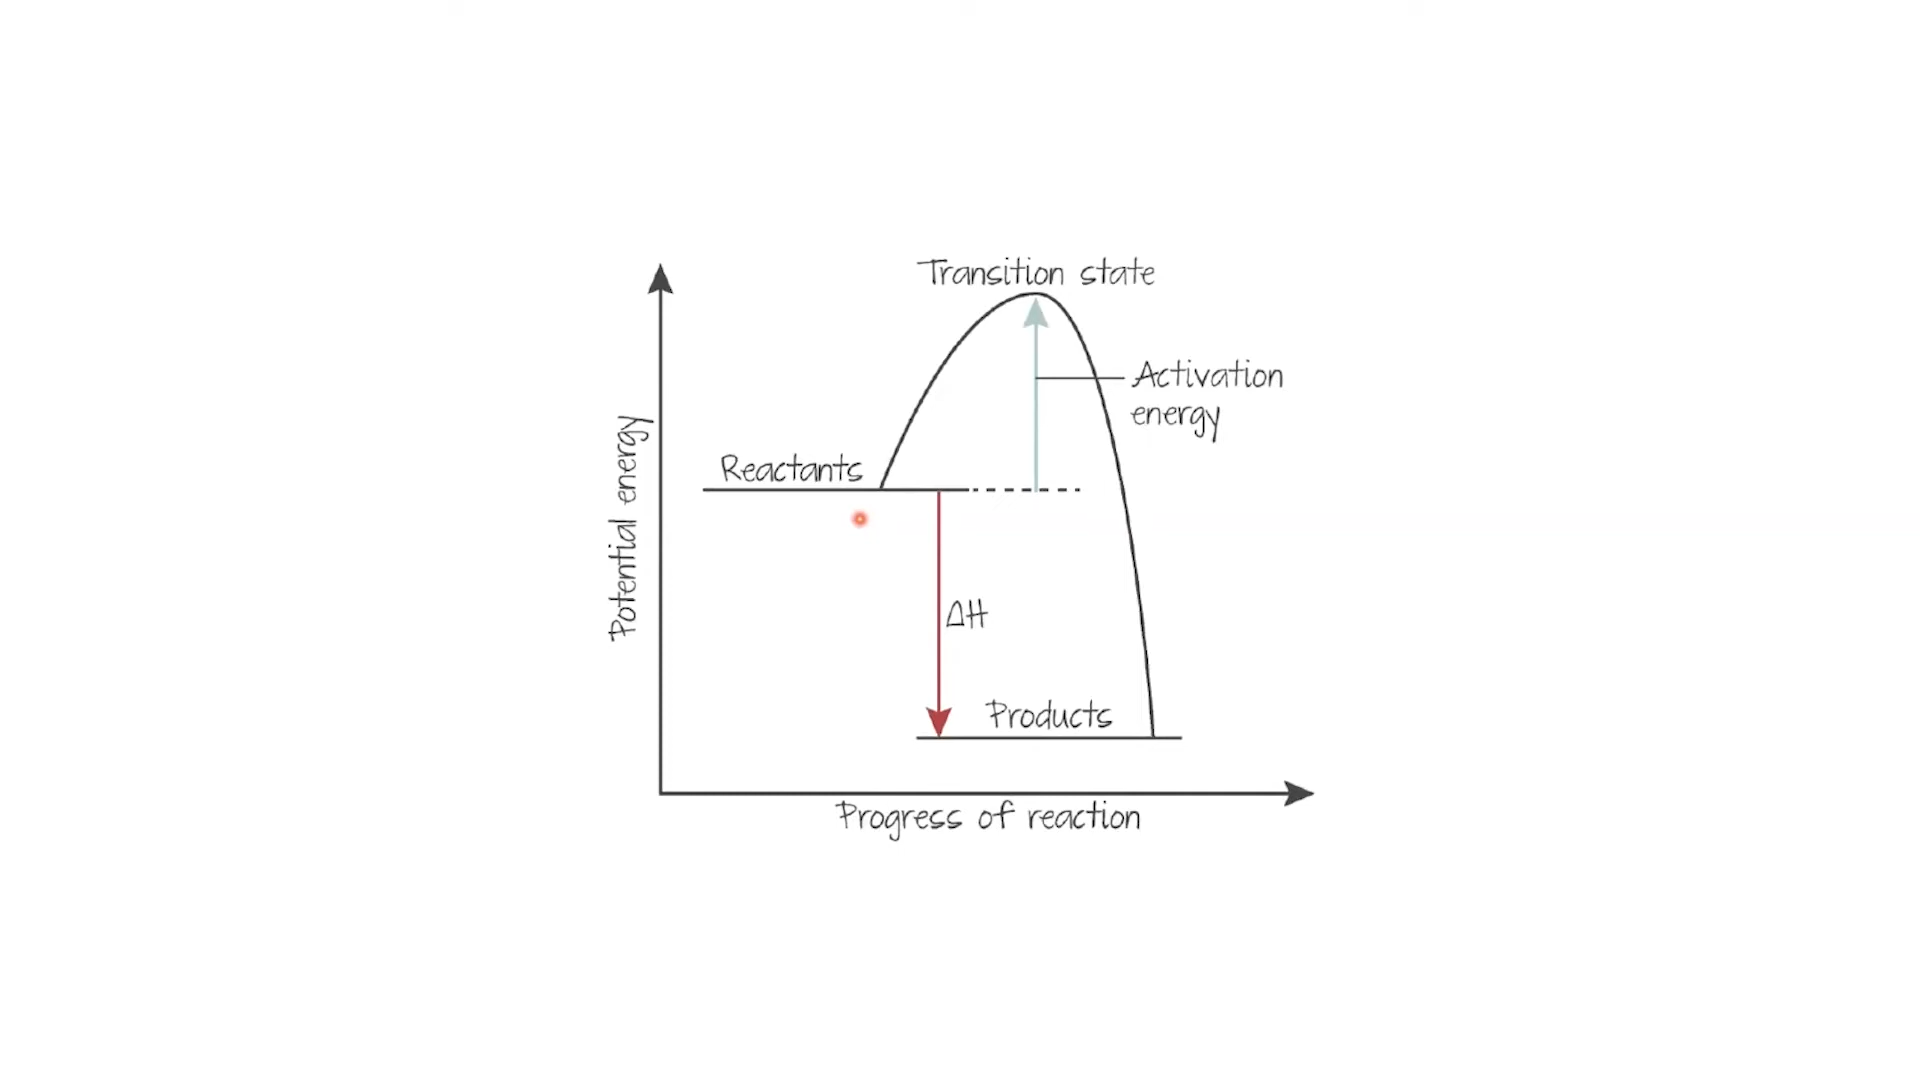 Transition state
Activation
energy
Reactants
Potential energy
ΔH
Products
Progress of reaction